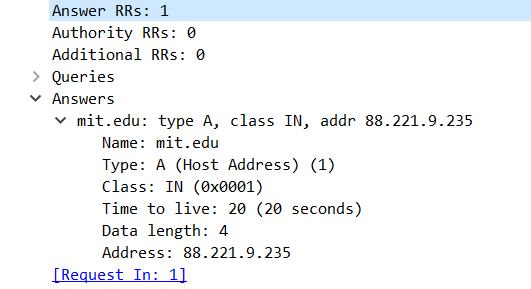 Answer RRs: 1
Authority RRs: 0
Additional RRs: 0
Queries
Answers
mit.edu: type A, class IN, addr 88.221.9.235
Name: mit.edu
Type: A (Host Address) (1)
Class: IN (0x0001)
Time to live: 20 (20 seconds)
Data length: 4
Address: 88.221.9.235
[Request In: 1]